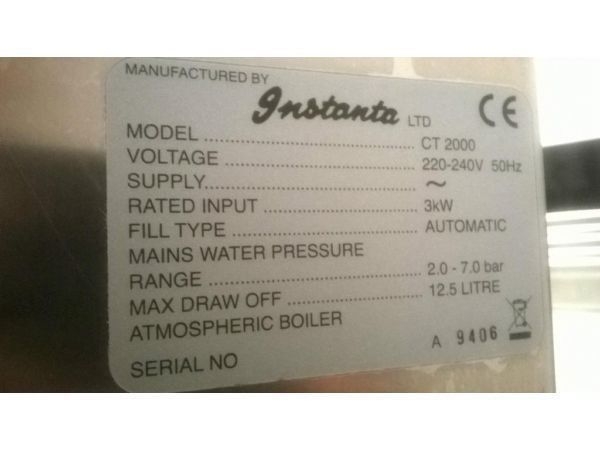 MANUFACTURED BY
Instanta LTD CE
MODEL ........................................ CT 2000
VOLTAGE .................................... 220-240V 50Hz
SUPPLY........................................ ~
RATED INPUT ............................. 3kW
FILL TYPE .................................... AUTOMATIC
MAINS WATER PRESSURE
RANGE ........................................ 2.0 - 7.0 bar
MAX DRAW OFF .......................... 12.5 LITRE
ATMOSPHERIC BOILER
SERIAL NO A 9406